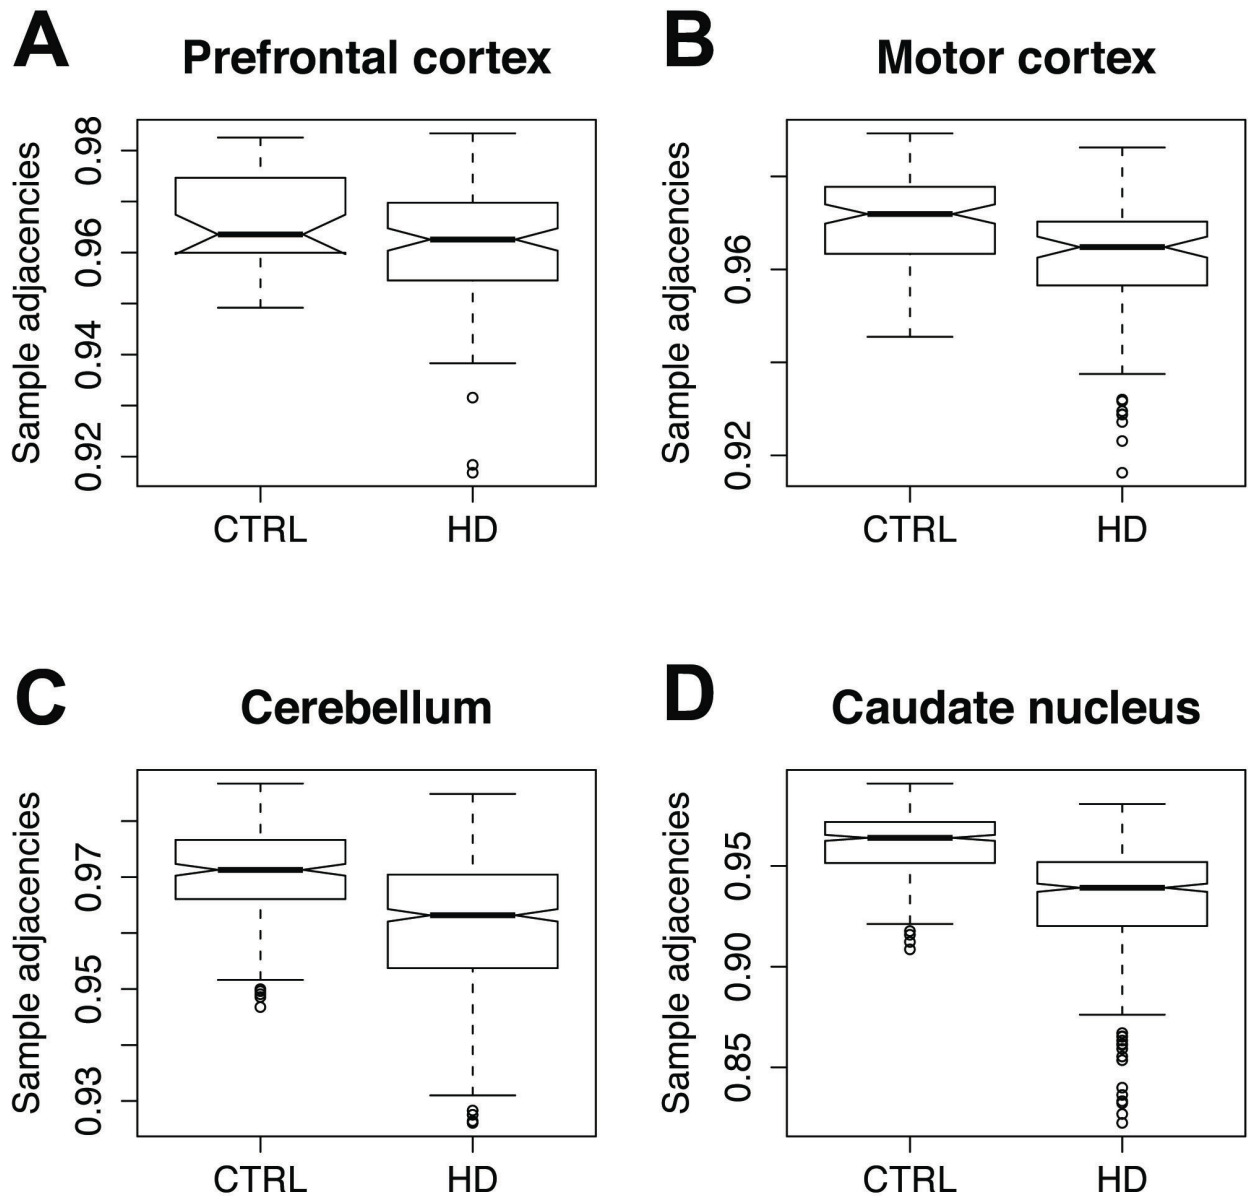 A
Prefrontal cortex
Sample adjacencies
0.98
0.96
0.94
0.92
CTRL
HD
B
Motor cortex
Sample adjacencies
0.96
0.92
CTRL
HD
C
Cerebellum
Sample adjacencies
0.97
0.95
0.93
CTRL
HD
D
Caudate nucleus
Sample adjacencies
0.95
0.90
0.85
CTRL
HD